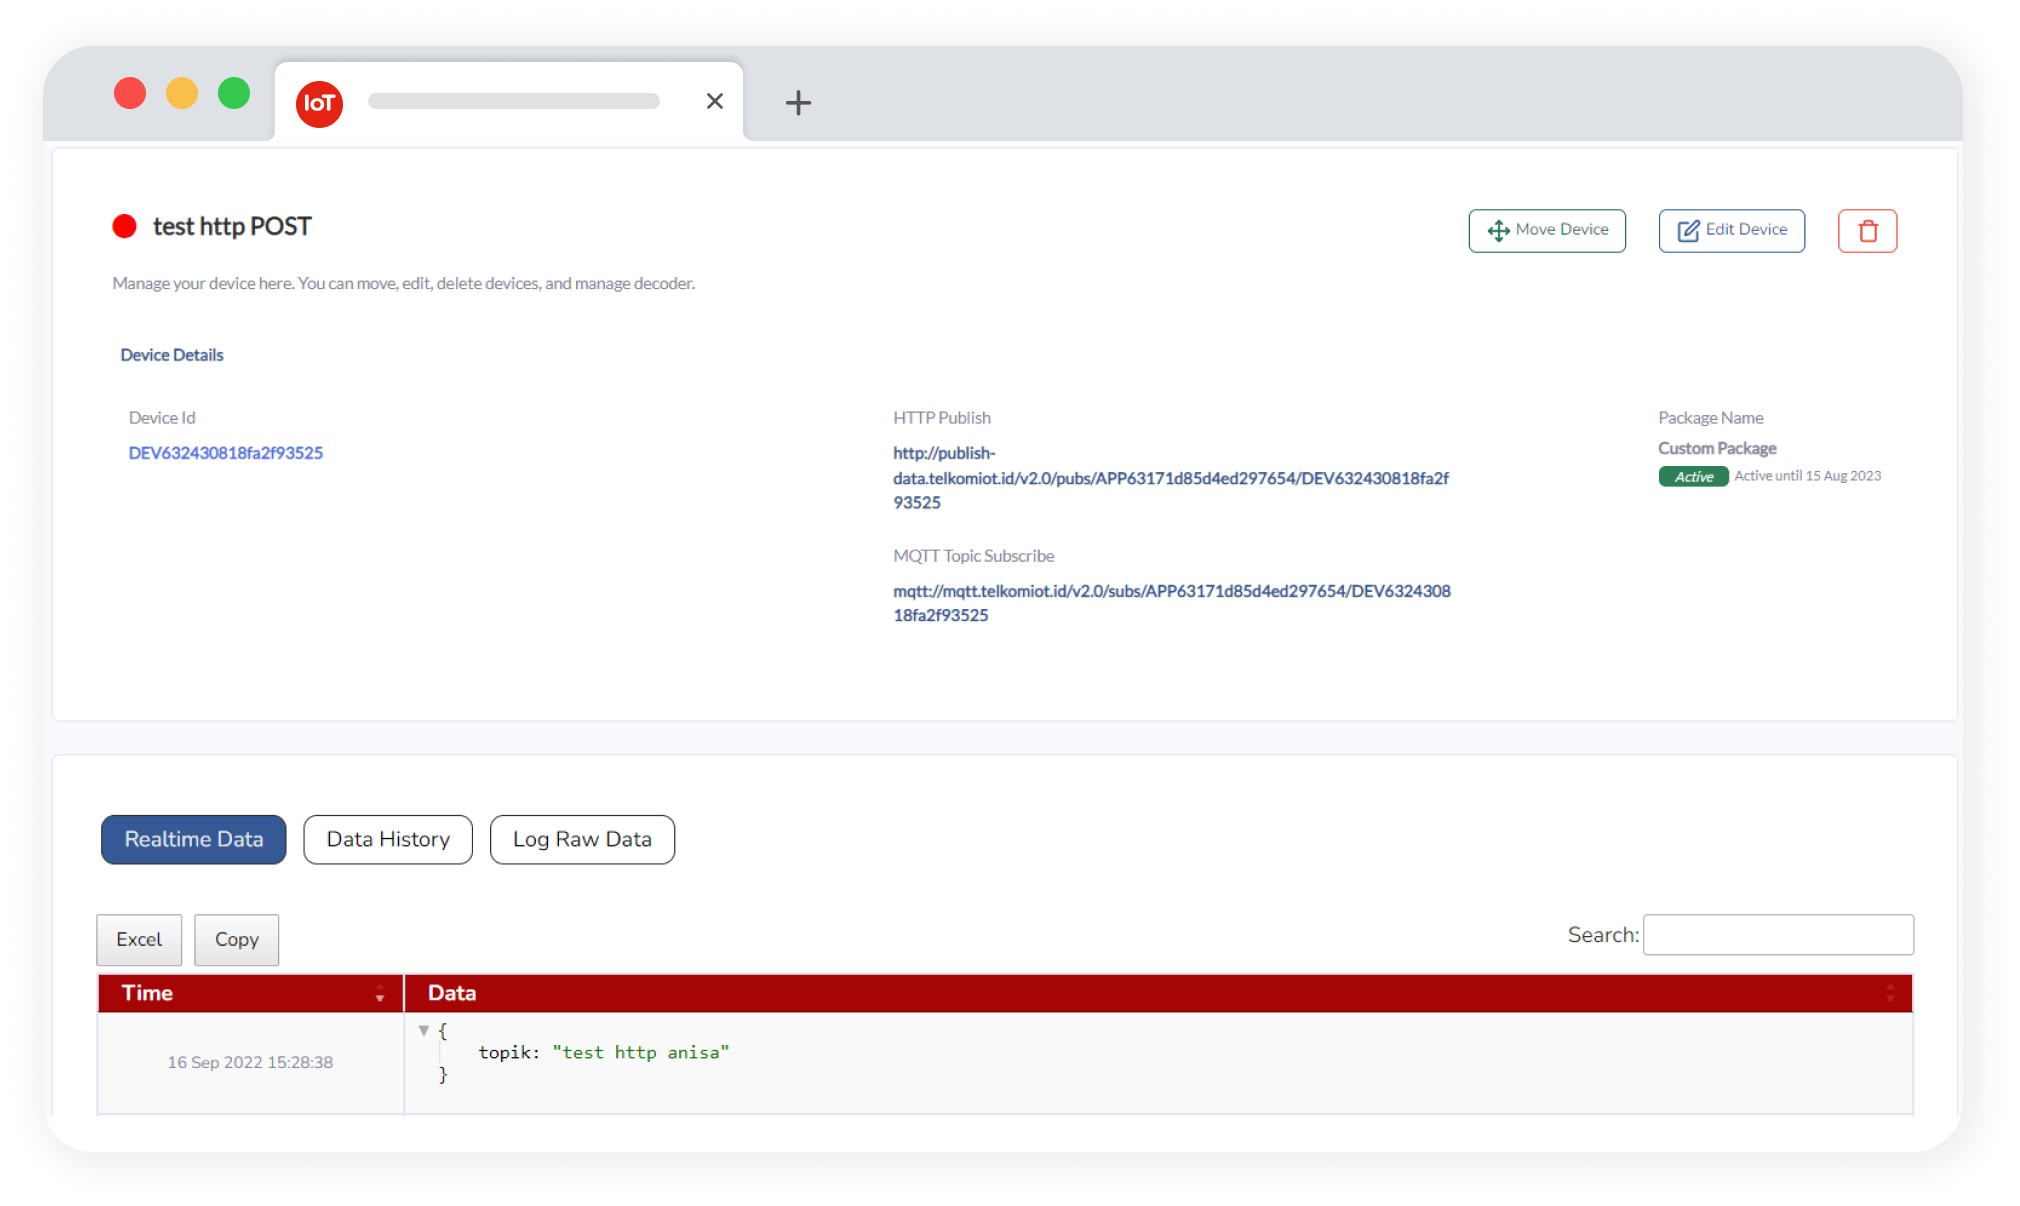 IoT
test http POST
Move Device
Edit Device
Manage your device here. You can move, edit, delete devices, and manage decoder.
Device Details
Device Id
DEV632430818fa2f93525
HTTP Publish
http://publish-
data.telkomiot.id/v2.0/pubs/APP63171d85d4ed297654/DEV632430818fa2f
93525
MQTT Topic Subscribe
mqtt://mqtt.telkomiot.id/v2.0/subs/APP63171d85d4ed297654/DEV6324308
18fa2f93525
Package Name
Custom Package
Active Active until 15 Aug 2023
Realtime Data
Data History
Log Raw Data
Excel
Copy
Search:
Time
Data
16 Sep 2022 15:28:38
{
topik: "test http anisa"
}